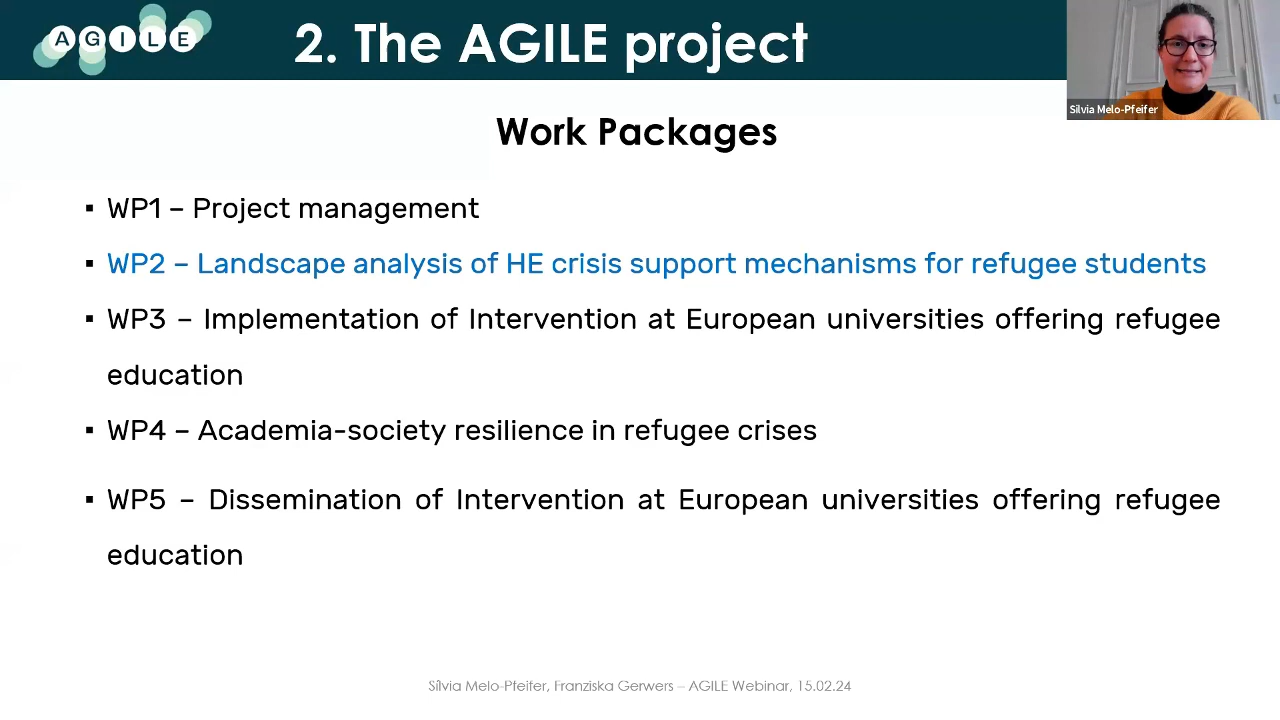 AGILE
2. The AGILE project
Silvia Melo-Pfeifer
Work Packages
▪ WP1 – Project management
▪ WP2 – Landscape analysis of HE crisis support mechanisms for refugee students
▪ WP3 – Implementation of Intervention at European universities offering refugee
education
▪ WP4 – Academia-society resilience in refugee crises
▪ WP5 – Dissemination of Intervention at European universities offering refugee
education
Sílvia Melo-Pfeifer, Franziska Gerwers – AGILE Webinar, 15.02.24